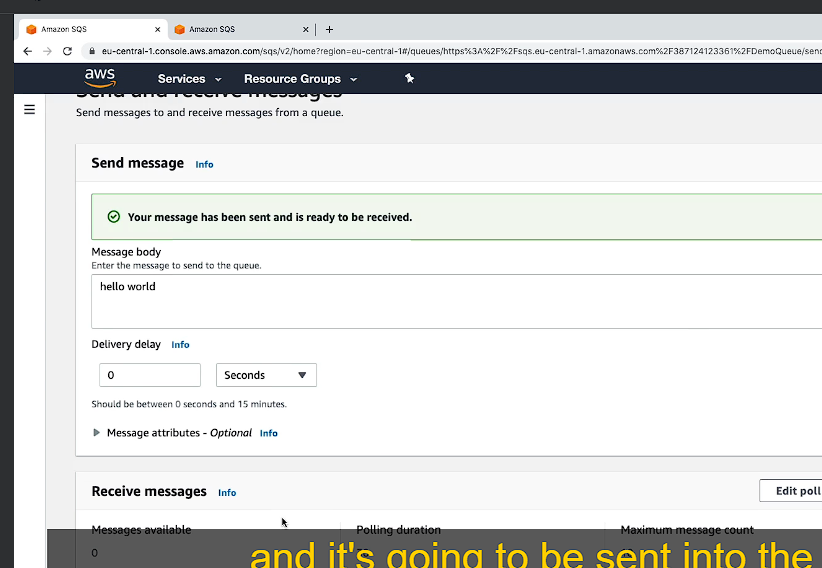 Amazon SQS
Amazon SQS
eu-central-1.console.aws.amazon.com/sqs/v2/home?region=eu-central-1#/queues/https%3A%2F%2Fsqs.eu-central-1.amazonaws.com%2F387124123361%2FDemoQueue/senc
aws Services Resource Groups
Send and receive messages
Send messages to and receive messages from a queue.
Send message Info
Your message has been sent and is ready to be received.
Message body
Enter the message to send to the queue.
hello world
Delivery delay Info
0 Seconds
Should be between 0 seconds and 15 minutes.
Message attributes - Optional Info
Receive messages Info
Edit poll
Messages available Polling duration Maximum message count
0
and it's going to be sent into the